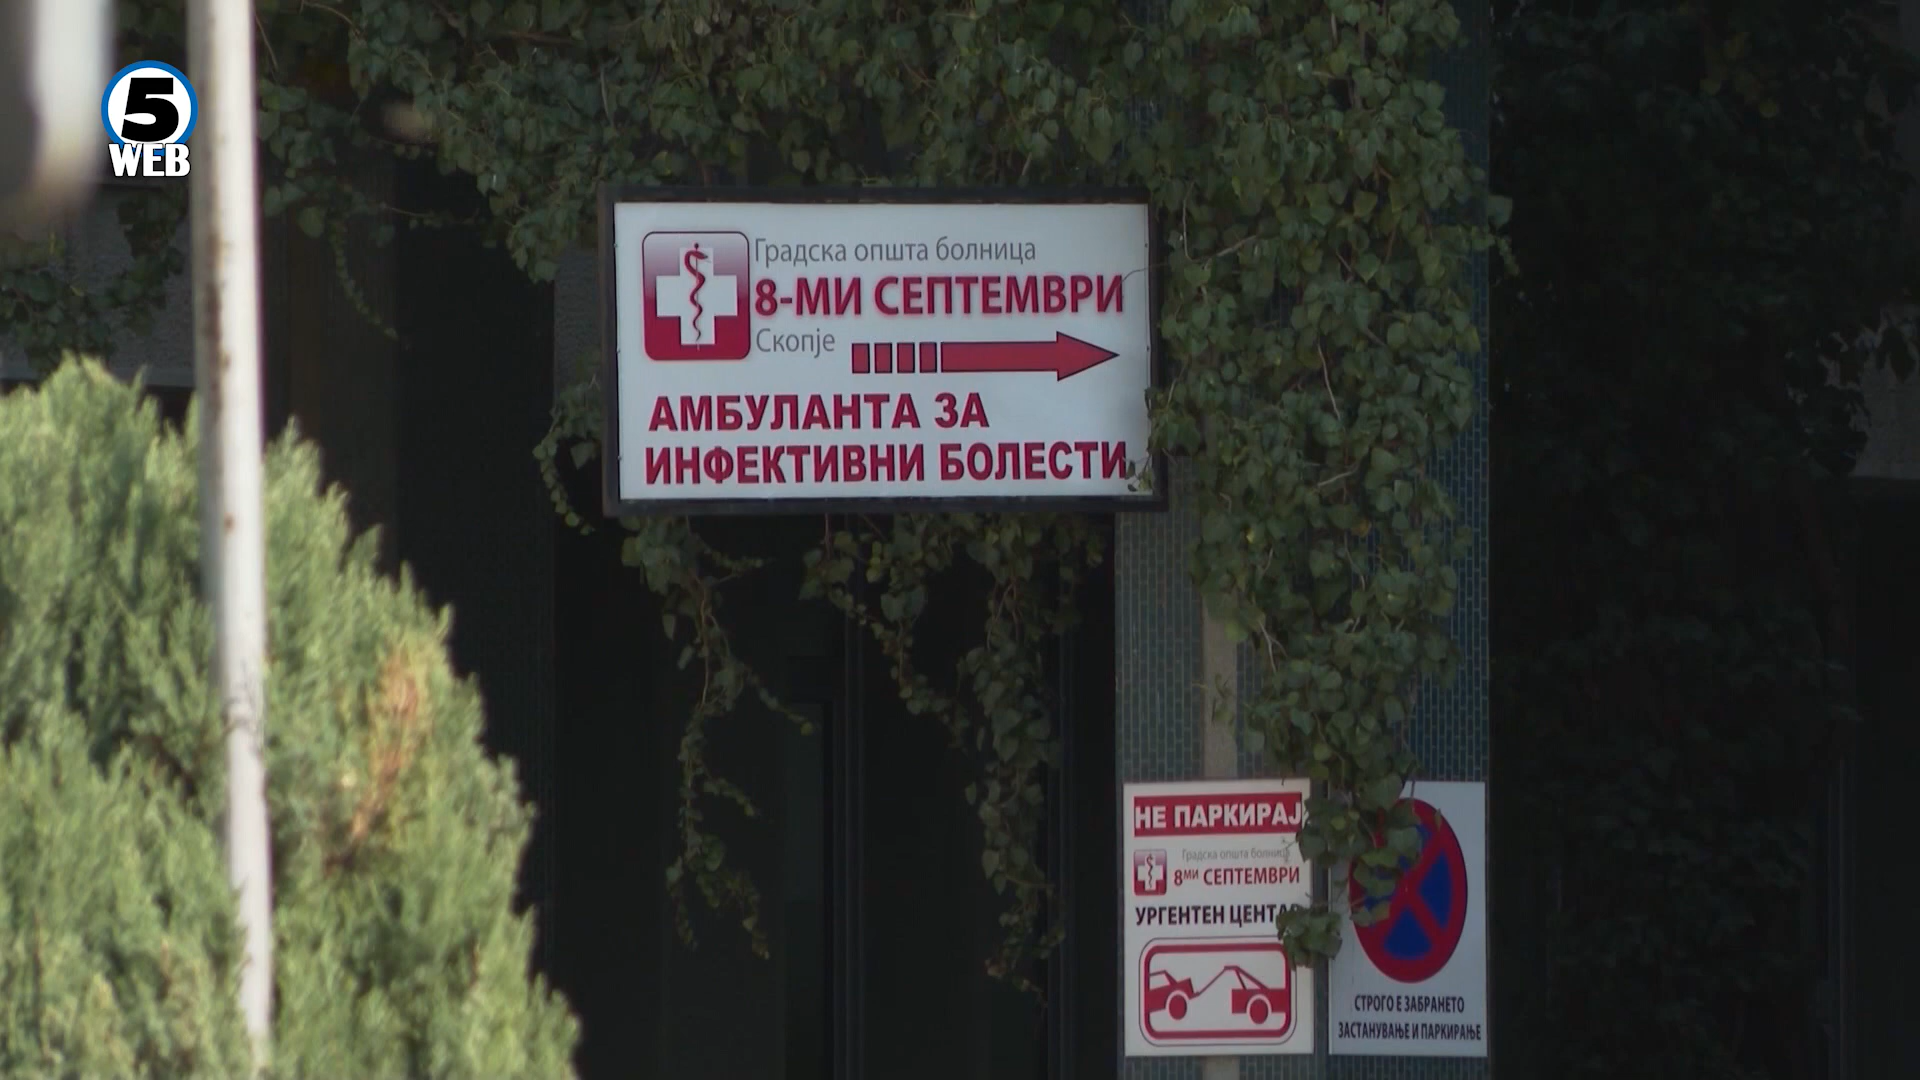 5
WEB
Градска општа болница
8-МИ СЕПТЕМВРИ
Скопје
АМБУЛАНТА ЗА
ИНФЕКТИВНИ БОЛЕСТИ
НЕ ПАРКИРАЈ
Градска општа болница
8МИ СЕПТЕМВРИ
УРГЕНТЕН ЦЕНТАР
СТРОГО Е ЗАБРАНЕТО
ЗАСТАНУВАЊЕ И ПАРКИРАЊЕ